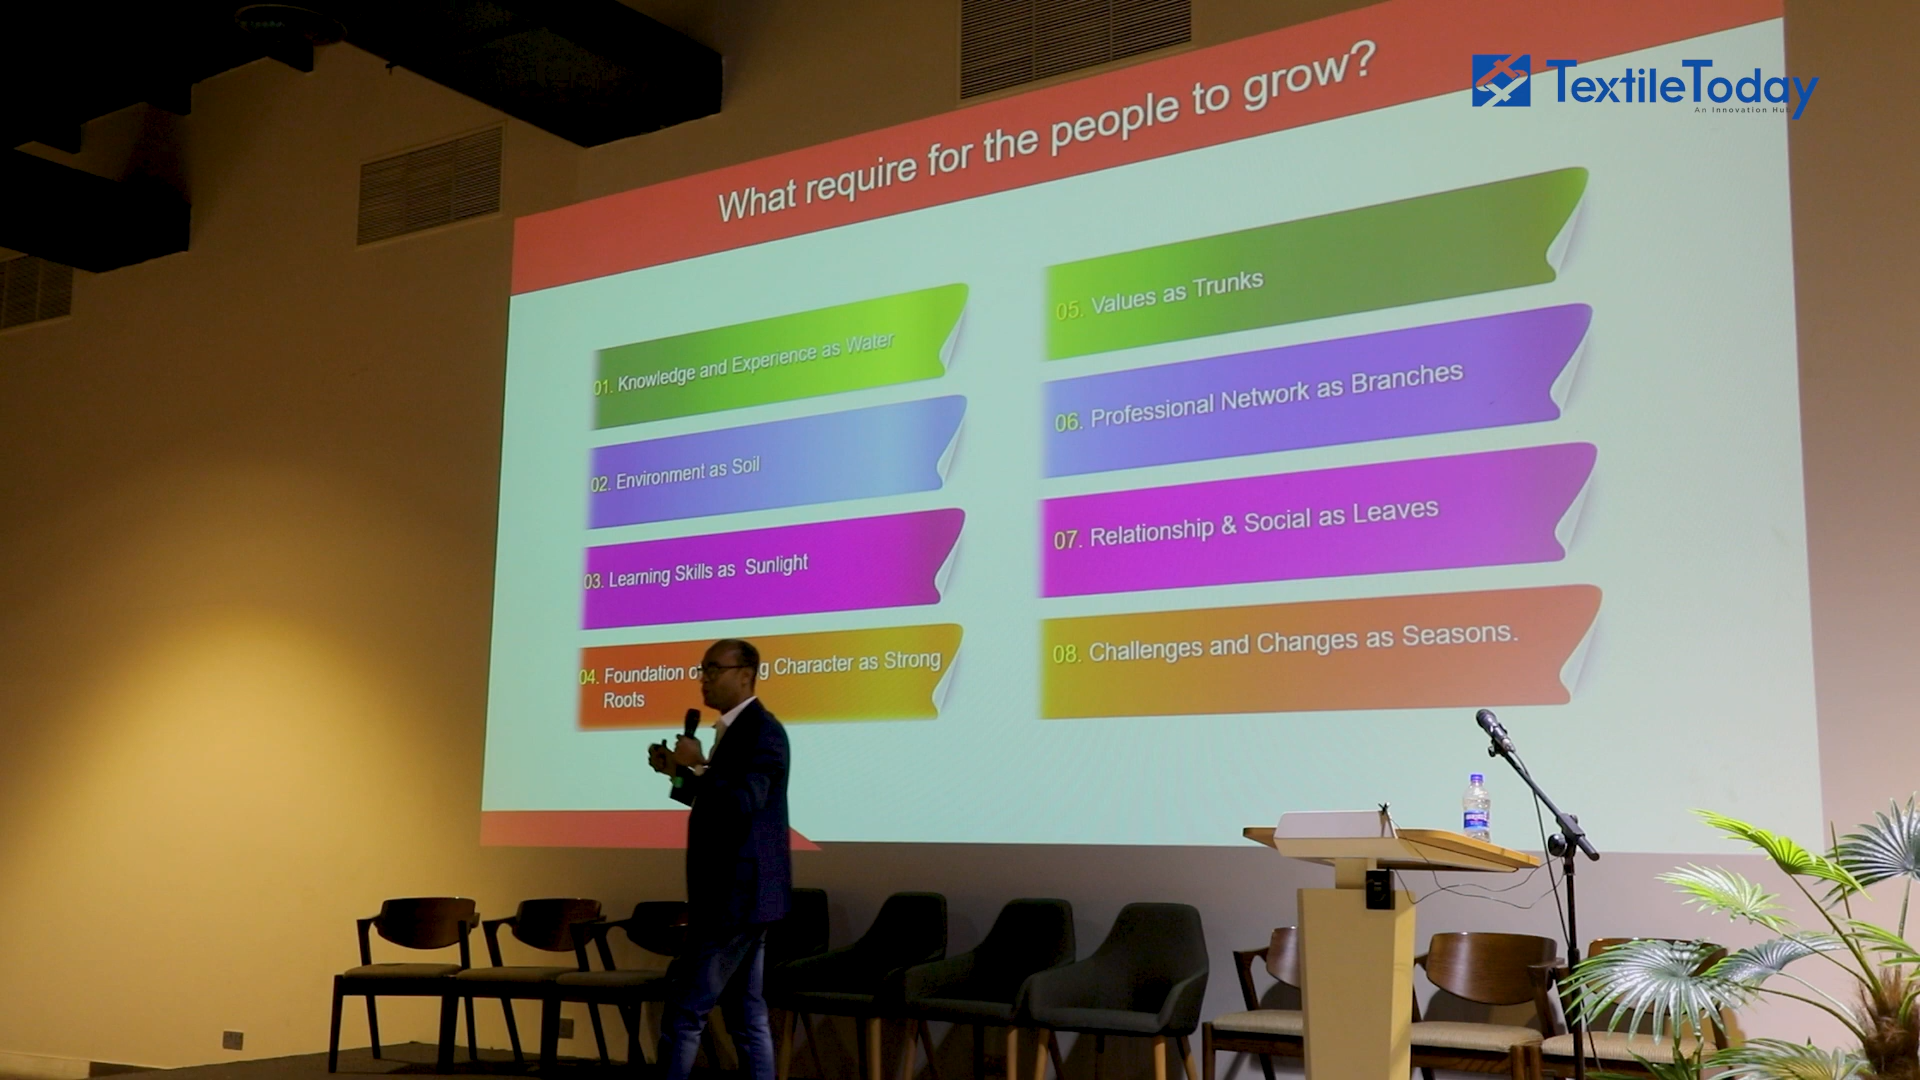 What require for the people to grow?
TextileToday
An Innovation Hub
01. Knowledge and Experience as Water
02. Environment as Soil
03. Learning Skills as Sunlight
04. Foundation of g Character as Strong
Roots
05. Values as Trunks
06. Professional Network as Branches
07. Relationship & Social as Leaves
08. Challenges and Changes as Seasons.